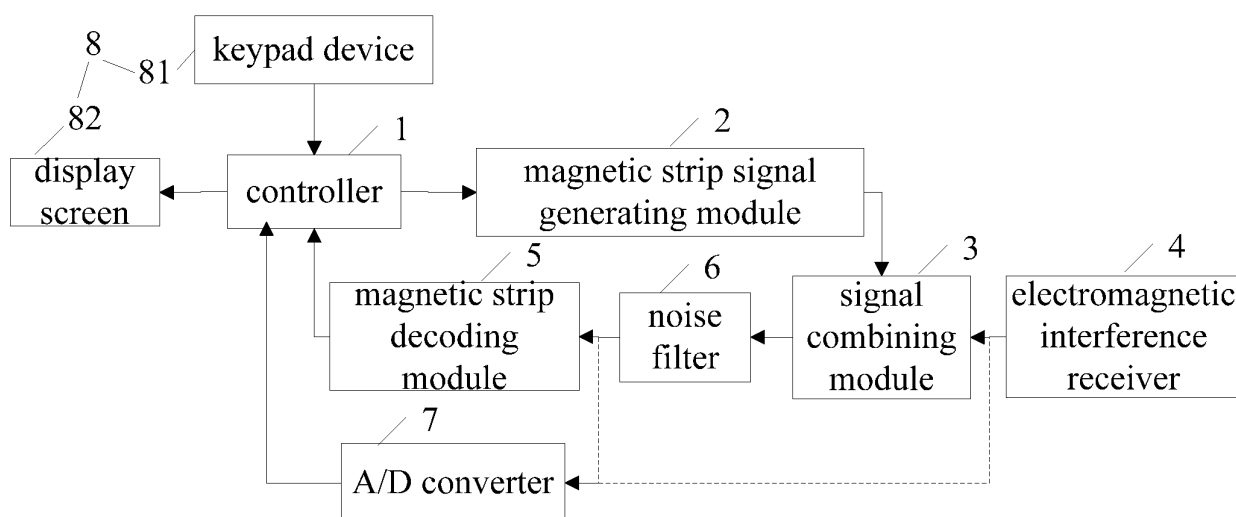 8
81
keypad device
82
1
2
display
screen
controller
magnetic strip signal
generating module
5
6
3
4
magnetic strip
decoding
module
noise
filter
signal
combining
module
electromagnetic
interference
receiver
7
A/D converter